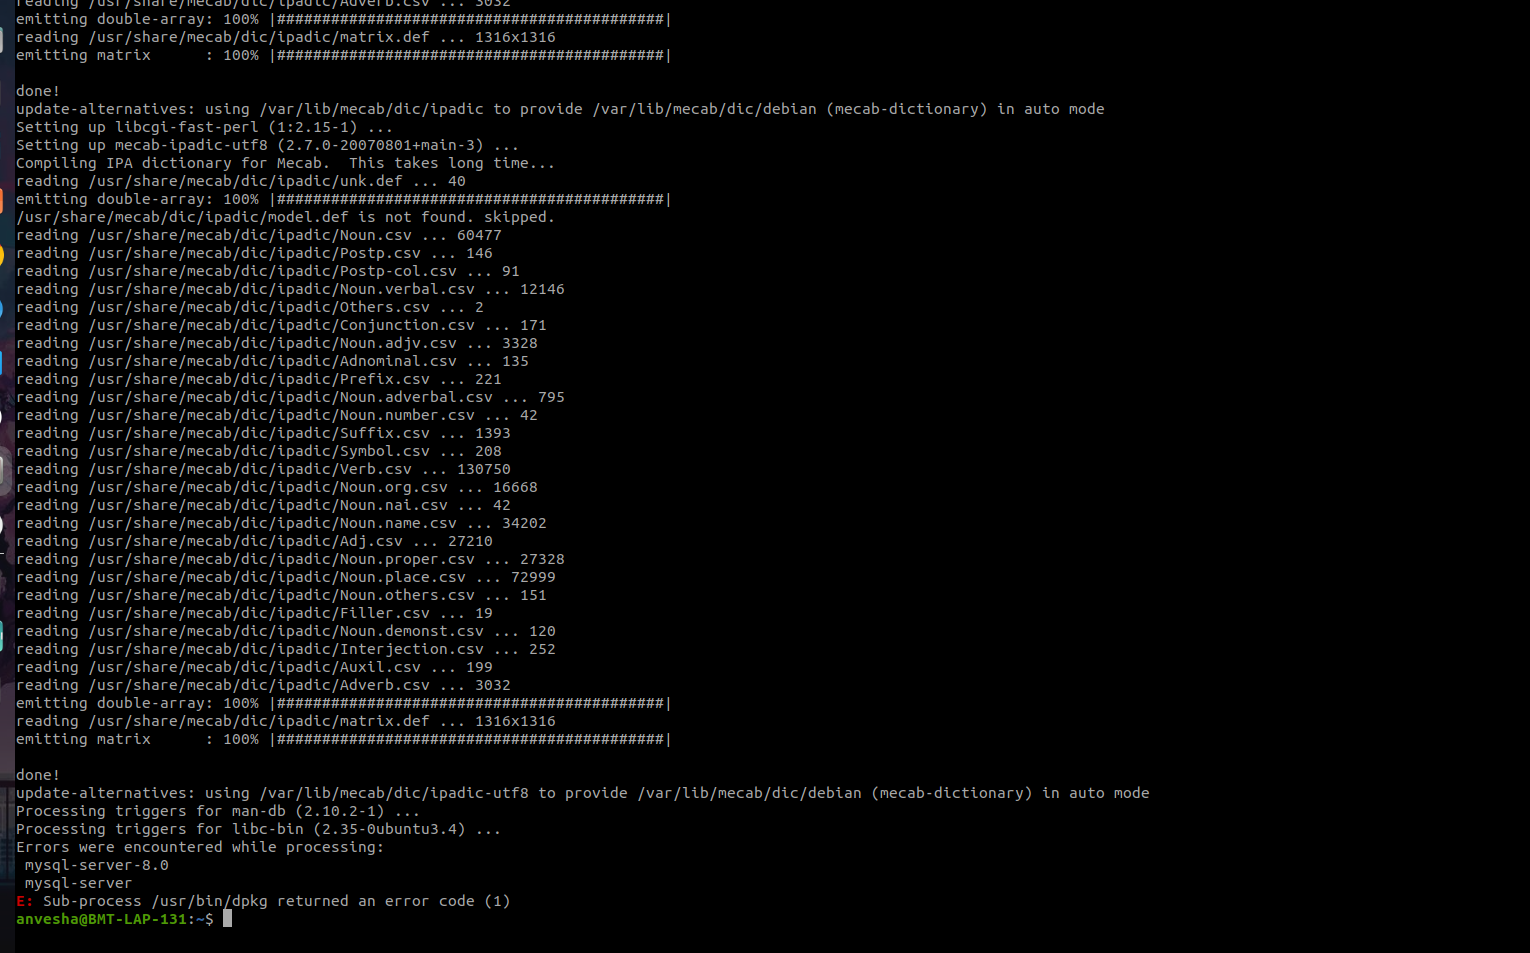 reading /usr/share/mecab/dic/ipadic/Adverb.csv ... 3032
emitting double-array: 100% |###########################################|
reading /usr/share/mecab/dic/ipadic/matrix.def ... 1316x1316
emitting matrix      : 100% |###########################################|

done!
update-alternatives: using /var/lib/mecab/dic/ipadic to provide /var/lib/mecab/dic/debian (mecab-dictionary) in auto mode
Setting up libcgi-fast-perl (1:2.15-1) ...
Setting up mecab-ipadic-utf8 (2.7.0-20070801+main-3) ...
Compiling IPA dictionary for Mecab.  This takes long time...
reading /usr/share/mecab/dic/ipadic/unk.def ... 40
emitting double-array: 100% |###########################################|
/usr/share/mecab/dic/ipadic/model.def is not found. skipped.
reading /usr/share/mecab/dic/ipadic/Noun.csv ... 60477
reading /usr/share/mecab/dic/ipadic/Postp.csv ... 146
reading /usr/share/mecab/dic/ipadic/Postp-col.csv ... 91
reading /usr/share/mecab/dic/ipadic/Noun.verbal.csv ... 12146
reading /usr/share/mecab/dic/ipadic/Others.csv ... 2
reading /usr/share/mecab/dic/ipadic/Conjunction.csv ... 171
reading /usr/share/mecab/dic/ipadic/Noun.adjv.csv ... 3328
reading /usr/share/mecab/dic/ipadic/Adnominal.csv ... 135
reading /usr/share/mecab/dic/ipadic/Prefix.csv ... 221
reading /usr/share/mecab/dic/ipadic/Noun.adverbal.csv ... 795
reading /usr/share/mecab/dic/ipadic/Noun.number.csv ... 42
reading /usr/share/mecab/dic/ipadic/Suffix.csv ... 1393
reading /usr/share/mecab/dic/ipadic/Symbol.csv ... 208
reading /usr/share/mecab/dic/ipadic/Verb.csv ... 130750
reading /usr/share/mecab/dic/ipadic/Noun.org.csv ... 16668
reading /usr/share/mecab/dic/ipadic/Noun.nai.csv ... 42
reading /usr/share/mecab/dic/ipadic/Noun.name.csv ... 34202
reading /usr/share/mecab/dic/ipadic/Adj.csv ... 27210
reading /usr/share/mecab/dic/ipadic/Noun.proper.csv ... 27328
reading /usr/share/mecab/dic/ipadic/Noun.place.csv ... 72999
reading /usr/share/mecab/dic/ipadic/Noun.others.csv ... 151
reading /usr/share/mecab/dic/ipadic/Filler.csv ... 19
reading /usr/share/mecab/dic/ipadic/Noun.demonst.csv ... 120
reading /usr/share/mecab/dic/ipadic/Interjection.csv ... 252
reading /usr/share/mecab/dic/ipadic/Auxil.csv ... 199
reading /usr/share/mecab/dic/ipadic/Adverb.csv ... 3032
emitting double-array: 100% |###########################################|
reading /usr/share/mecab/dic/ipadic/matrix.def ... 1316x1316
emitting matrix      : 100% |###########################################|

done!
update-alternatives: using /var/lib/mecab/dic/ipadic-utf8 to provide /var/lib/mecab/dic/debian (mecab-dictionary) in auto mode
Processing triggers for man-db (2.10.2-1) ...
Processing triggers for libc-bin (2.35-0ubuntu3.4) ...
Errors were encountered while processing:
 mysql-server-8.0
 mysql-server
E: Sub-process /usr/bin/dpkg returned an error code (1)
anvesha@BMT-LAP-131:~$